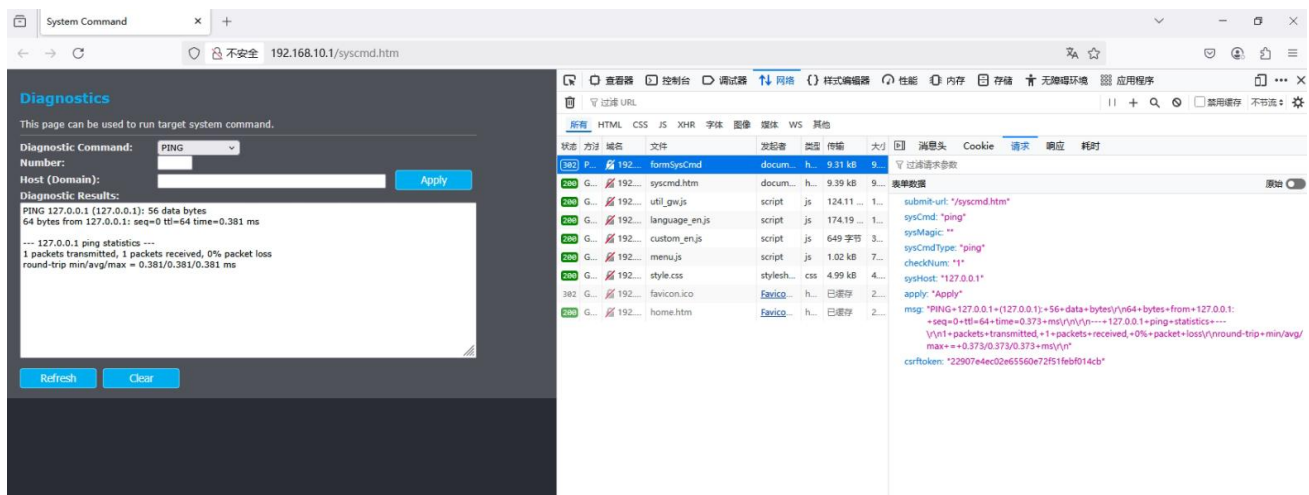 System Command
不安全 192.168.10.1/syscmd.htm
Diagnostics
This page can be used to run target system command.
Diagnostic Command: PING
Number:
Host (Domain):
Apply
Diagnostic Results:
PING 127.0.0.1 (127.0.0.1): 56 data bytes
64 bytes from 127.0.0.1: seq=0 ttl=64 time=0.381 ms
--- 127.0.0.1 ping statistics ---
1 packets transmitted, 1 packets received, 0% packet loss
round-trip min/avg/max = 0.381/0.381/0.381 ms
Refresh Clear
查看器 控制台 调试器 网络 样式编辑器 性能 内存 存储 无障碍环境 应用程序
过滤 URL
禁用缓存 不节流
所有 HTML CSS JS XHR 字体 图像 媒体 WS 其他
状态 方法 域名 文件 发起者 类型 传输 大小
302 P... 192.... formSysCmd docum... h... 9.31 kB 9...
200 G... 192.... syscmd.htm docum... h... 9.39 kB 9...
200 G... 192.... util_gw.js script js 124.11 ... 1...
200 G... 192.... language_en.js script js 174.19 ... 1...
200 G... 192.... custom_en.js script js 649 字节 3...
200 G... 192.... menu.js script js 1.02 kB 7...
200 G... 192.... style.css stylesh... css 4.99 kB 4...
302 G... 192.... favicon.ico Favico... h... 已缓存 2...
200 G... 192.... home.htm Favico... h... 已缓存 2...
消息头 Cookie 请求 响应 耗时
过滤请求参数
表单数据 原始
submit-url: "/syscmd.htm"
sysCmd: "ping"
sysMagic: ""
sysCmdType: "ping"
checkNum: "1"
sysHost: "127.0.0.1"
apply: "Apply"
msg: "PING+127.0.0.1+(127.0.0.1):+56+data+bytes\r\n64+bytes+from+127.0.0.1:
+seq=0+ttl=64+time=0.373+ms\r\n\r\n---+127.0.0.1+ping+statistics+---
\r\n1+packets+transmitted,+1+packets+received,+0%+packet+loss\r\nround-trip+min/avg/
max+=+0.373/0.373/0.373+ms\r\n"
csrftoken: "22907e4ec02e65560e72f51febf014cb"